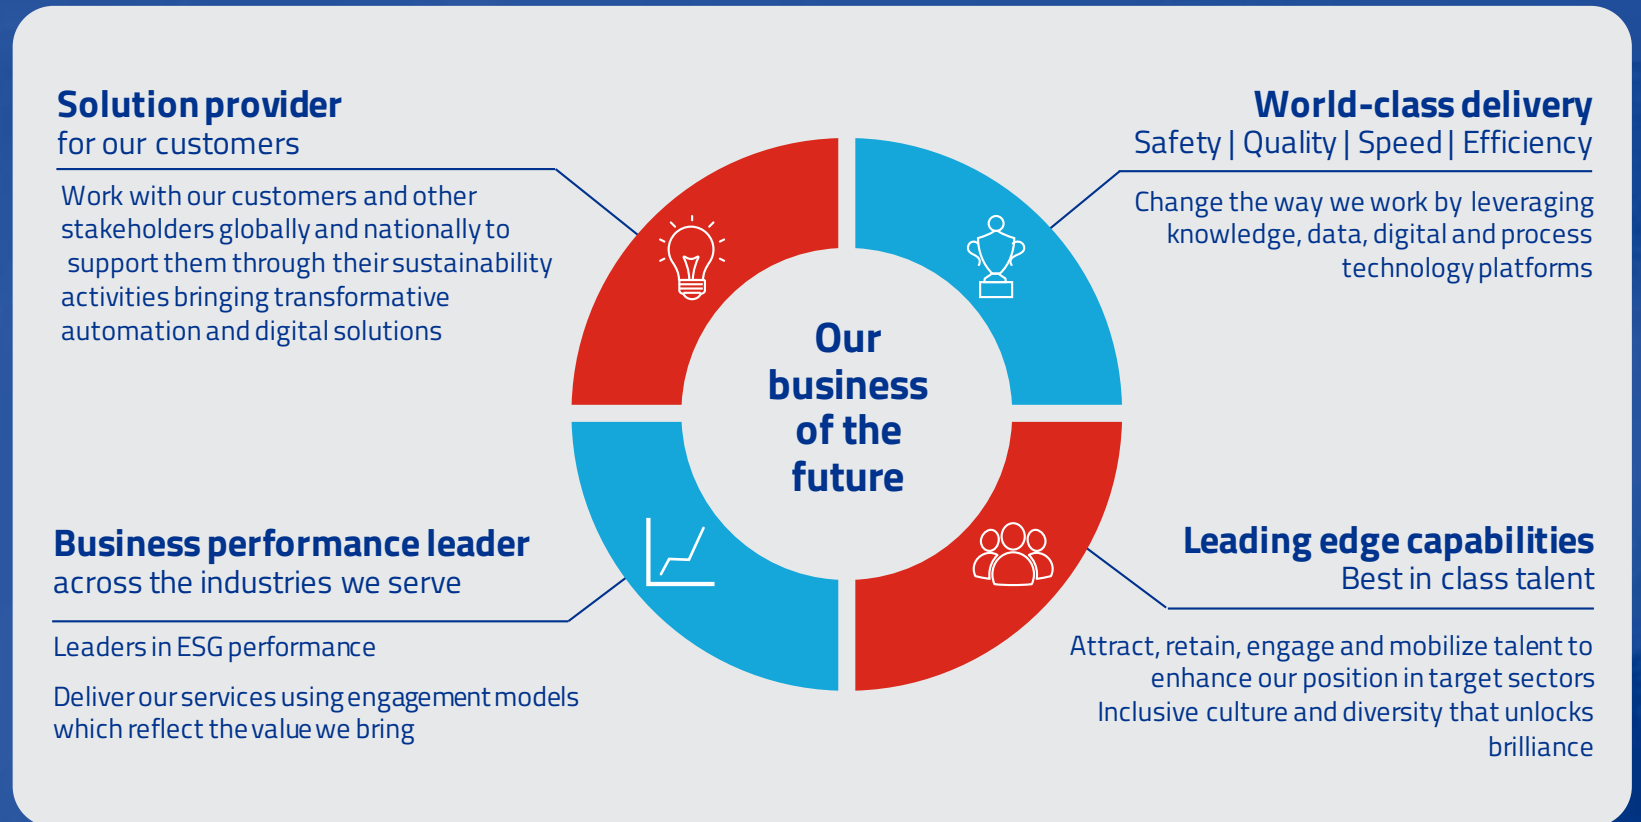 Solution provider
for our customers
Work with our customers and other
stakeholders globally and nationally to
support them through their sustainability
activities bringing transformative
automation and digital solutions
World-class delivery
Safety | Quality | Speed | Efficiency
Change the way we work by leveraging
knowledge, data, digital and process
technology platforms
Our
business
of the
future
Business performance leader
across the industries we serve
Leaders in ESG performance
Deliver our services using engagement models
which reflect the value we bring
Leading edge capabilities
Best in class talent
Attract, retain, engage and mobilize talent to
enhance our position in target sectors
Inclusive culture and diversity that unlocks
brilliance